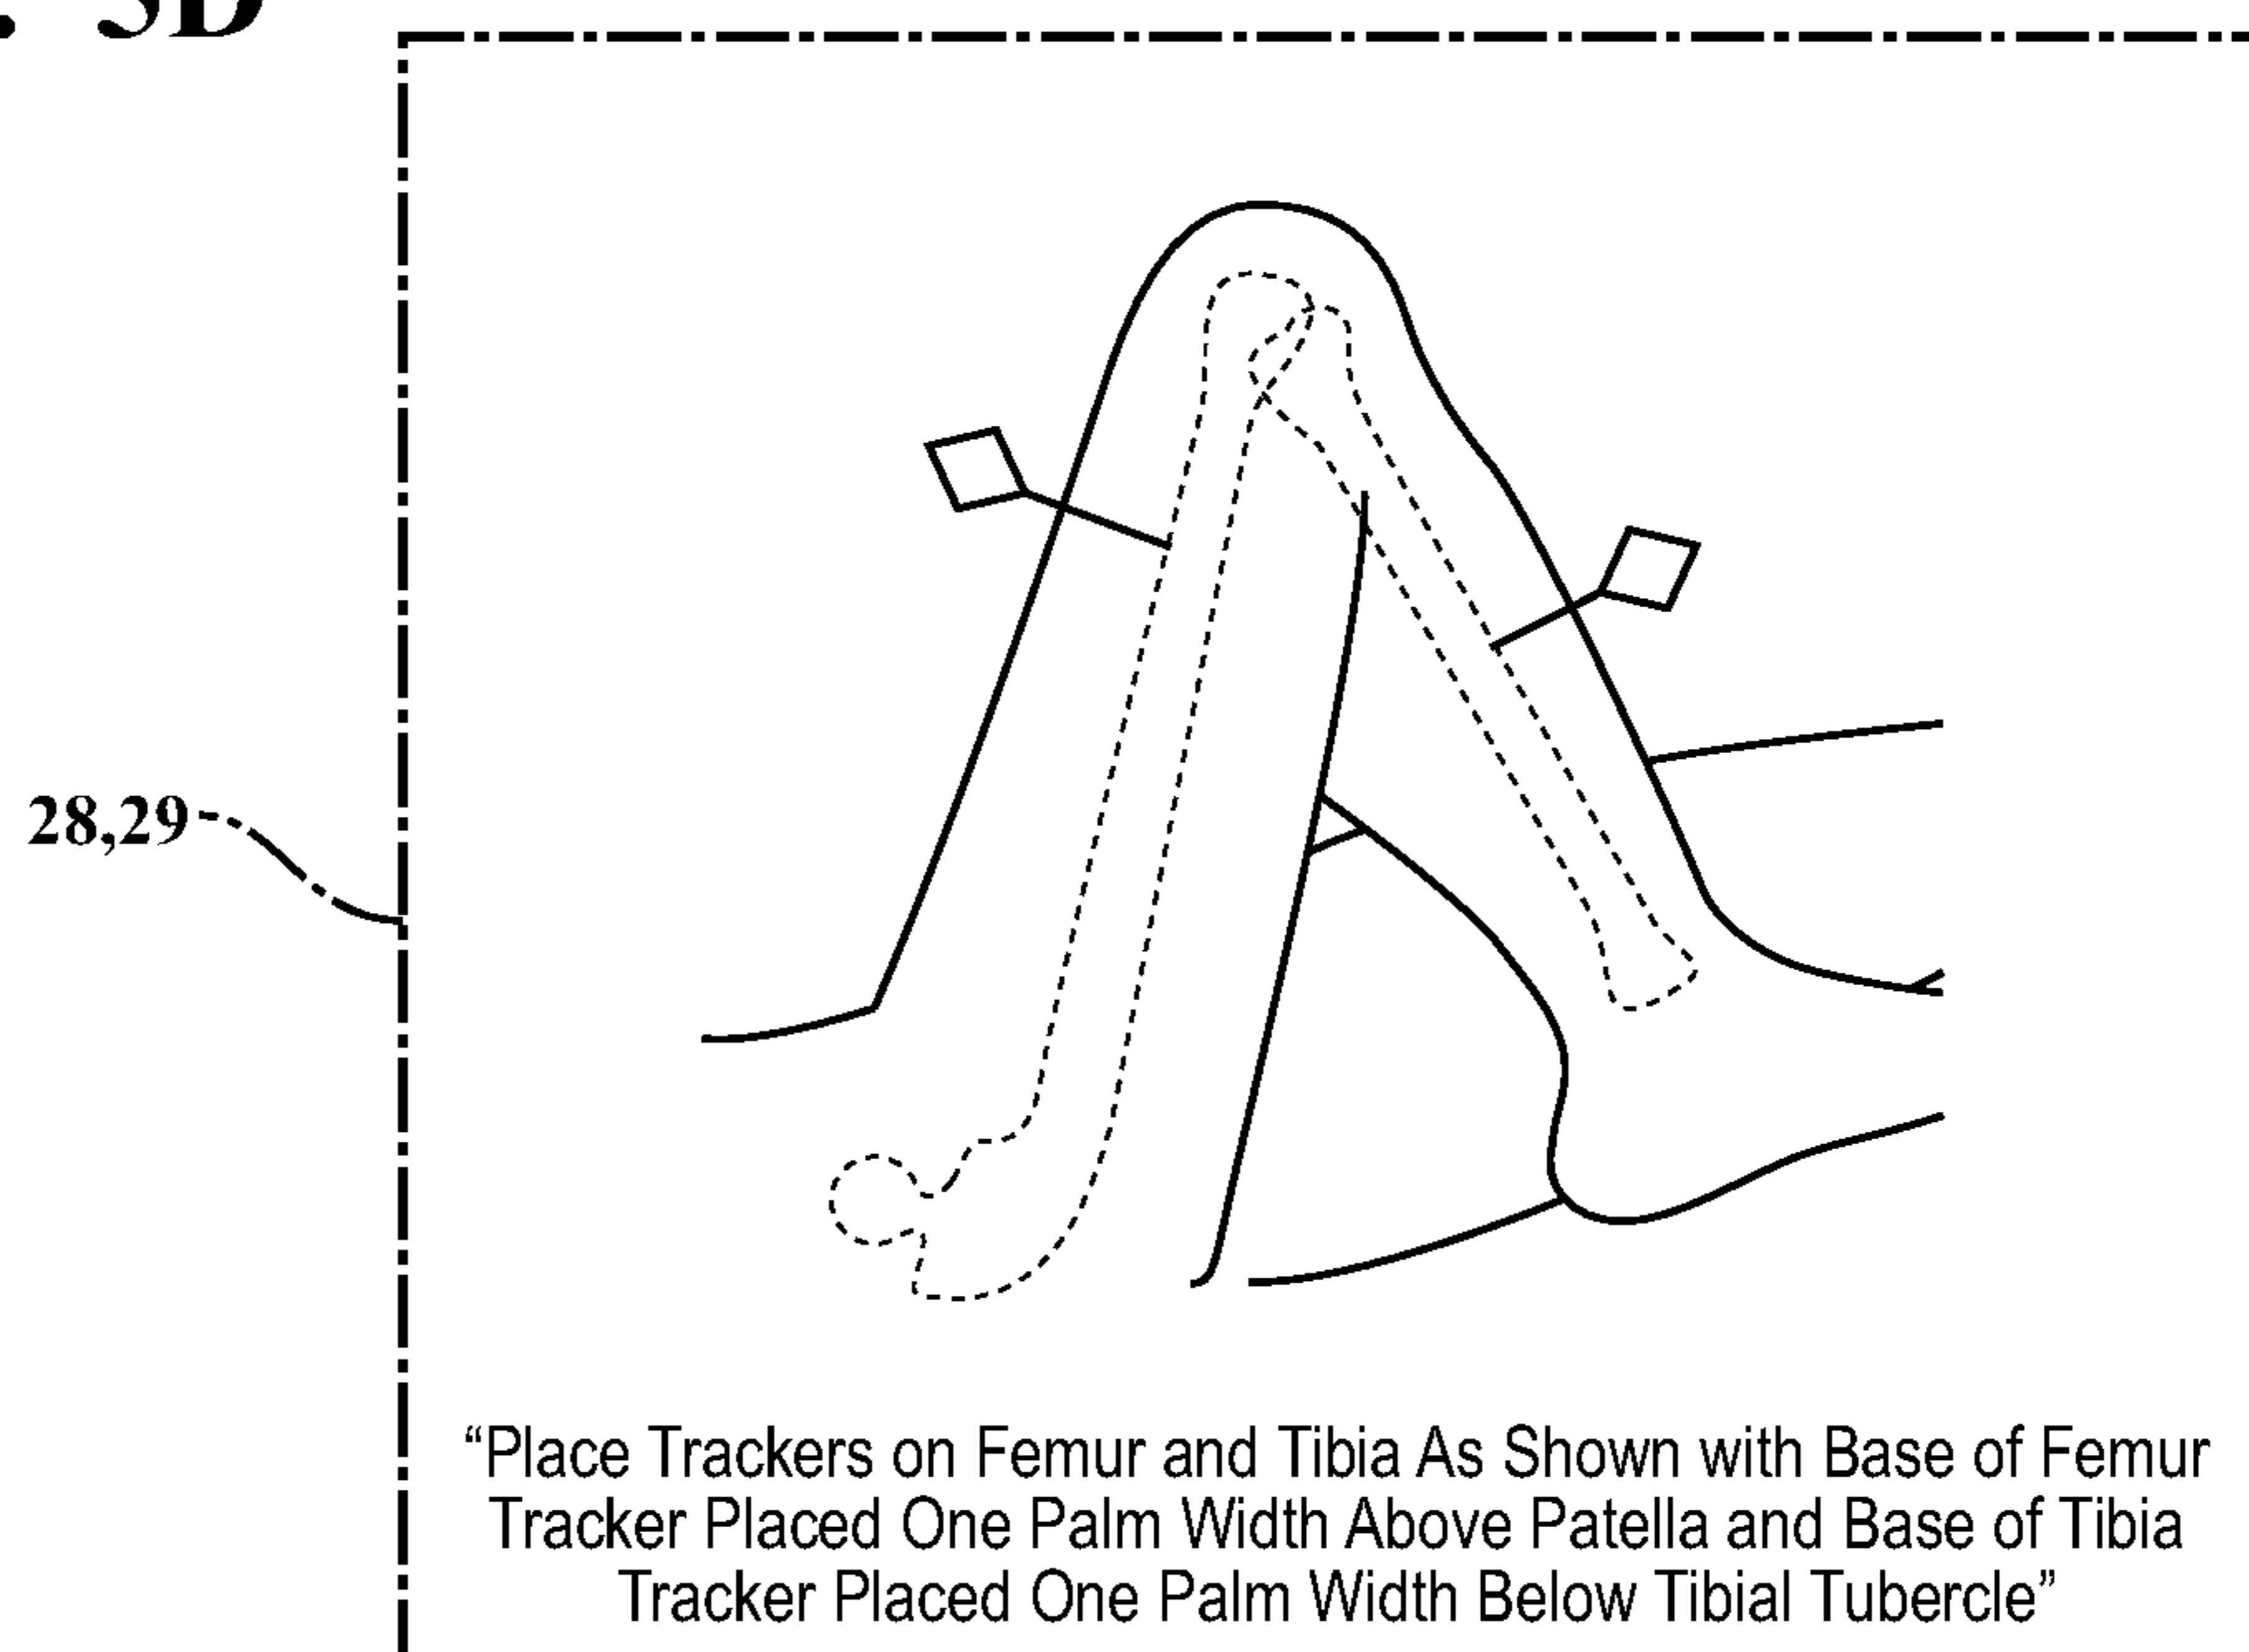 28,29
“Place Trackers on Femur and Tibia As Shown with Base of Femur
Tracker Placed One Palm Width Above Patella and Base of Tibia
Tracker Placed One Palm Width Below Tibial Tubercle”